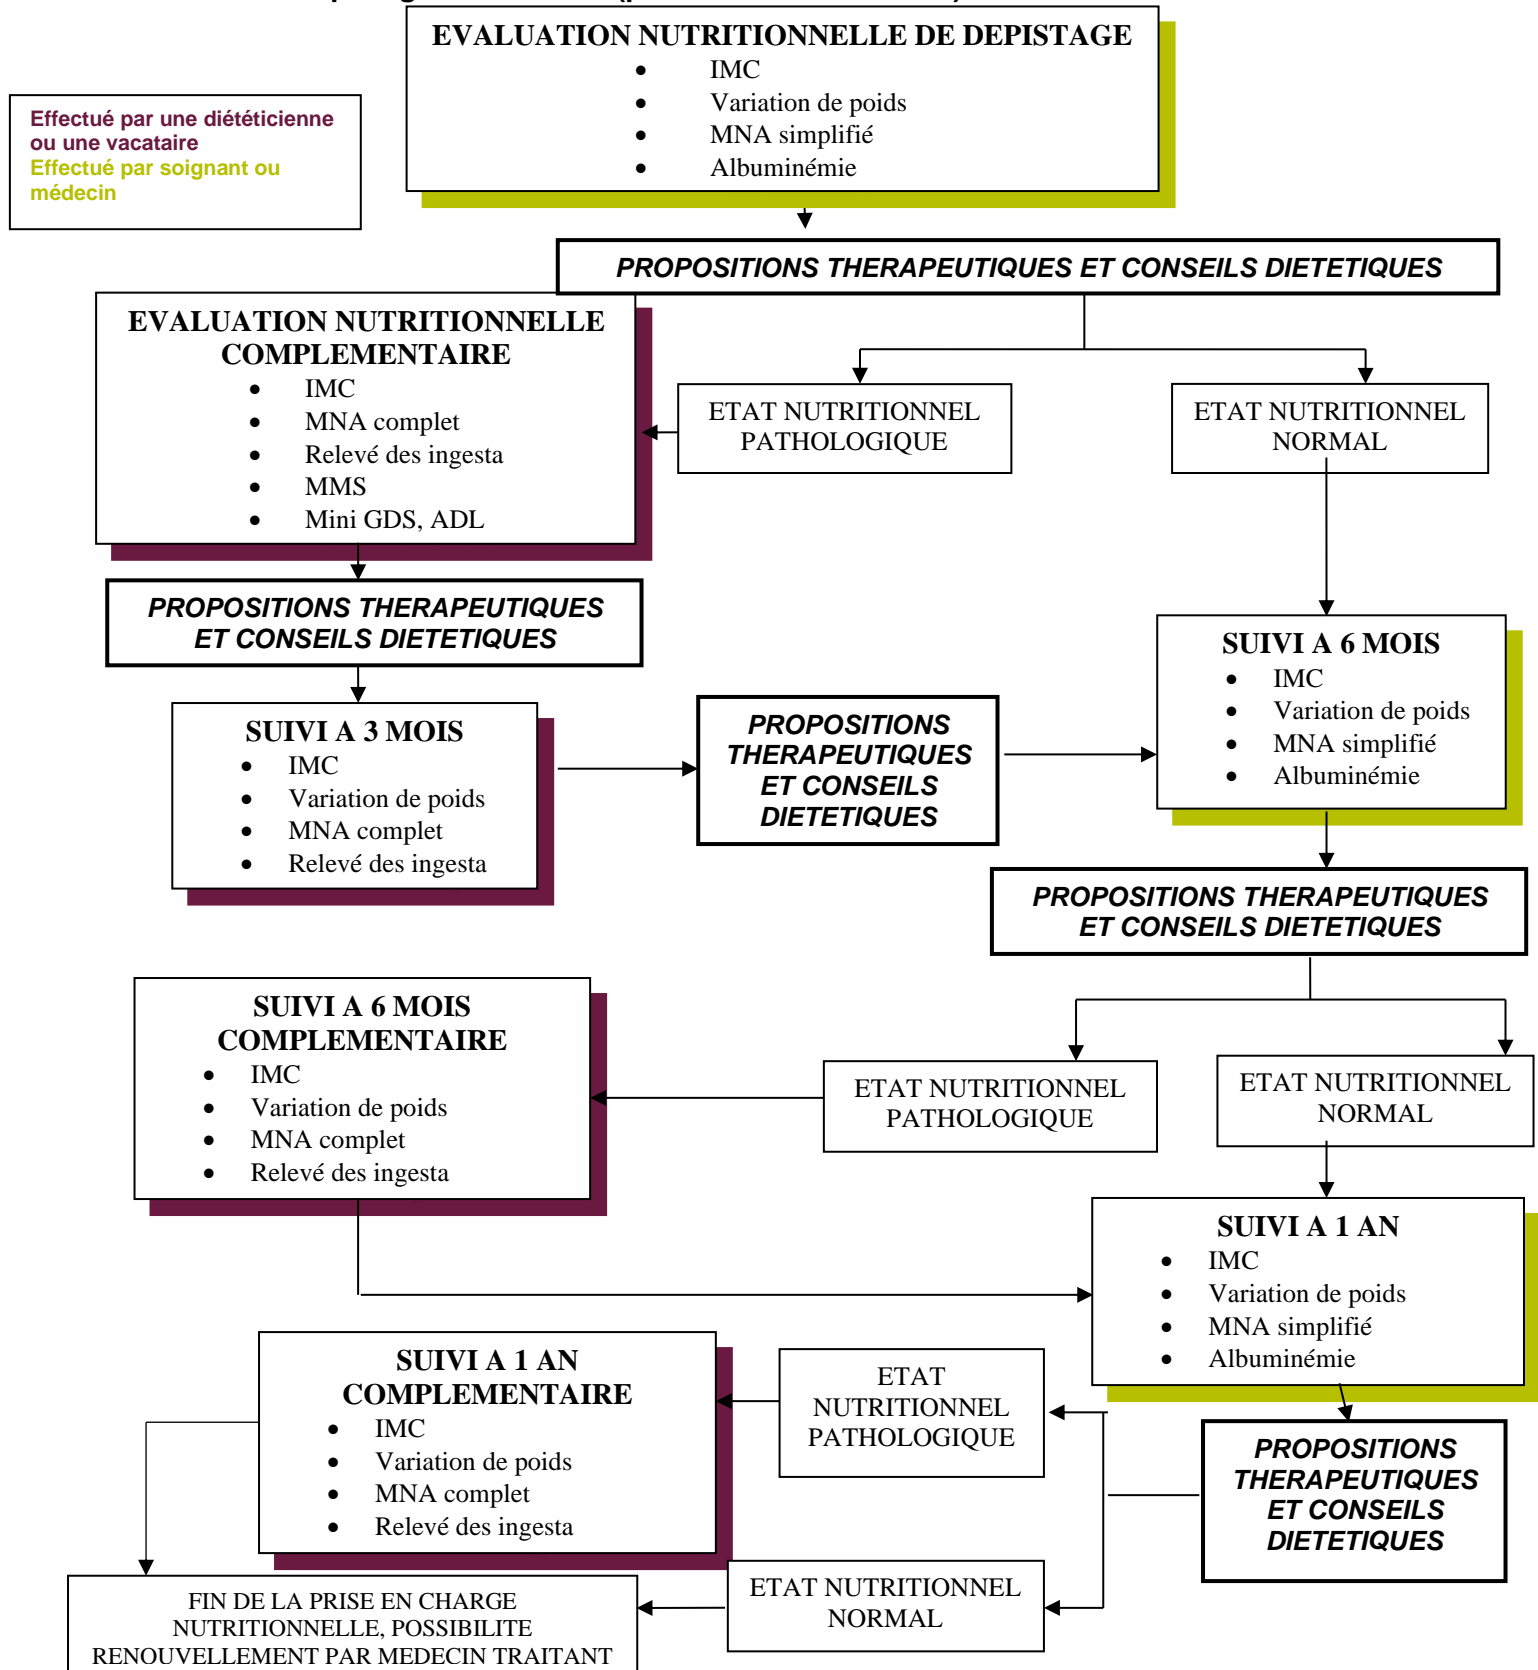 EVALUATION NUTRITIONNELLE DE DEPISTAGE
• IMC
• Variation de poids
• MNA simplifié
• Albuminémie
Effectué par une diététicienne
ou une vacataire
Effectué par soignant ou
médecin
PROPOSITIONS THERAPEUTIQUES ET CONSEILS DIETETIQUES
EVALUATION NUTRITIONNELLE
COMPLEMENTAIRE
• IMC
• MNA complet
• Relevé des ingesta
• MMS
• Mini GDS, ADL
ETAT NUTRITIONNEL
PATHOLOGIQUE
ETAT NUTRITIONNEL
NORMAL
PROPOSITIONS THERAPEUTIQUES
ET CONSEILS DIETETIQUES
SUIVI A 6 MOIS
• IMC
• Variation de poids
• MNA simplifié
• Albuminémie
SUIVI A 3 MOIS
• IMC
• Variation de poids
• MNA complet
• Relevé des ingesta
PROPOSITIONS
THERAPEUTIQUES
ET CONSEILS
DIETETIQUES
PROPOSITIONS THERAPEUTIQUES
ET CONSEILS DIETETIQUES
SUIVI A 6 MOIS
COMPLEMENTAIRE
• IMC
• Variation de poids
• MNA complet
• Relevé des ingesta
ETAT NUTRITIONNEL
PATHOLOGIQUE
ETAT NUTRITIONNEL
NORMAL
SUIVI A 1 AN
• IMC
• Variation de poids
• MNA simplifié
• Albuminémie
SUIVI A 1 AN
COMPLEMENTAIRE
• IMC
• Variation de poids
• MNA complet
• Relevé des ingesta
ETAT
NUTRITIONNEL
PATHOLOGIQUE
PROPOSITIONS
THERAPEUTIQUES
ET CONSEILS
DIETETIQUES
ETAT NUTRITIONNEL
NORMAL
FIN DE LA PRISE EN CHARGE
NUTRITIONNELLE, POSSIBILITE
RENOUVELLEMENT PAR MEDECIN TRAITANT